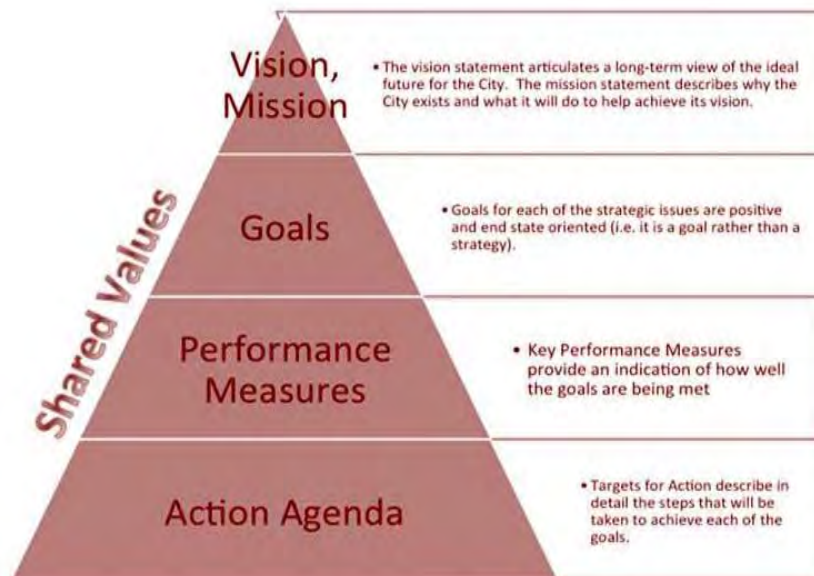 Vision,
Mission
• The vision statement articulates a long-term view of the ideal
future for the City. The mission statement describes why the
City exists and what it will do to help achieve its vision.
Goals
• Goals for each of the strategic issues are positive
and end state oriented (i.e. it is a goal rather than a
strategy).
Shared Values
Performance
Measures
• Key Performance Measures
provide an indication of how well
the goals are being met
Action Agenda
• Targets for Action describe in
detail the steps that will be
taken to achieve each of the
goals.